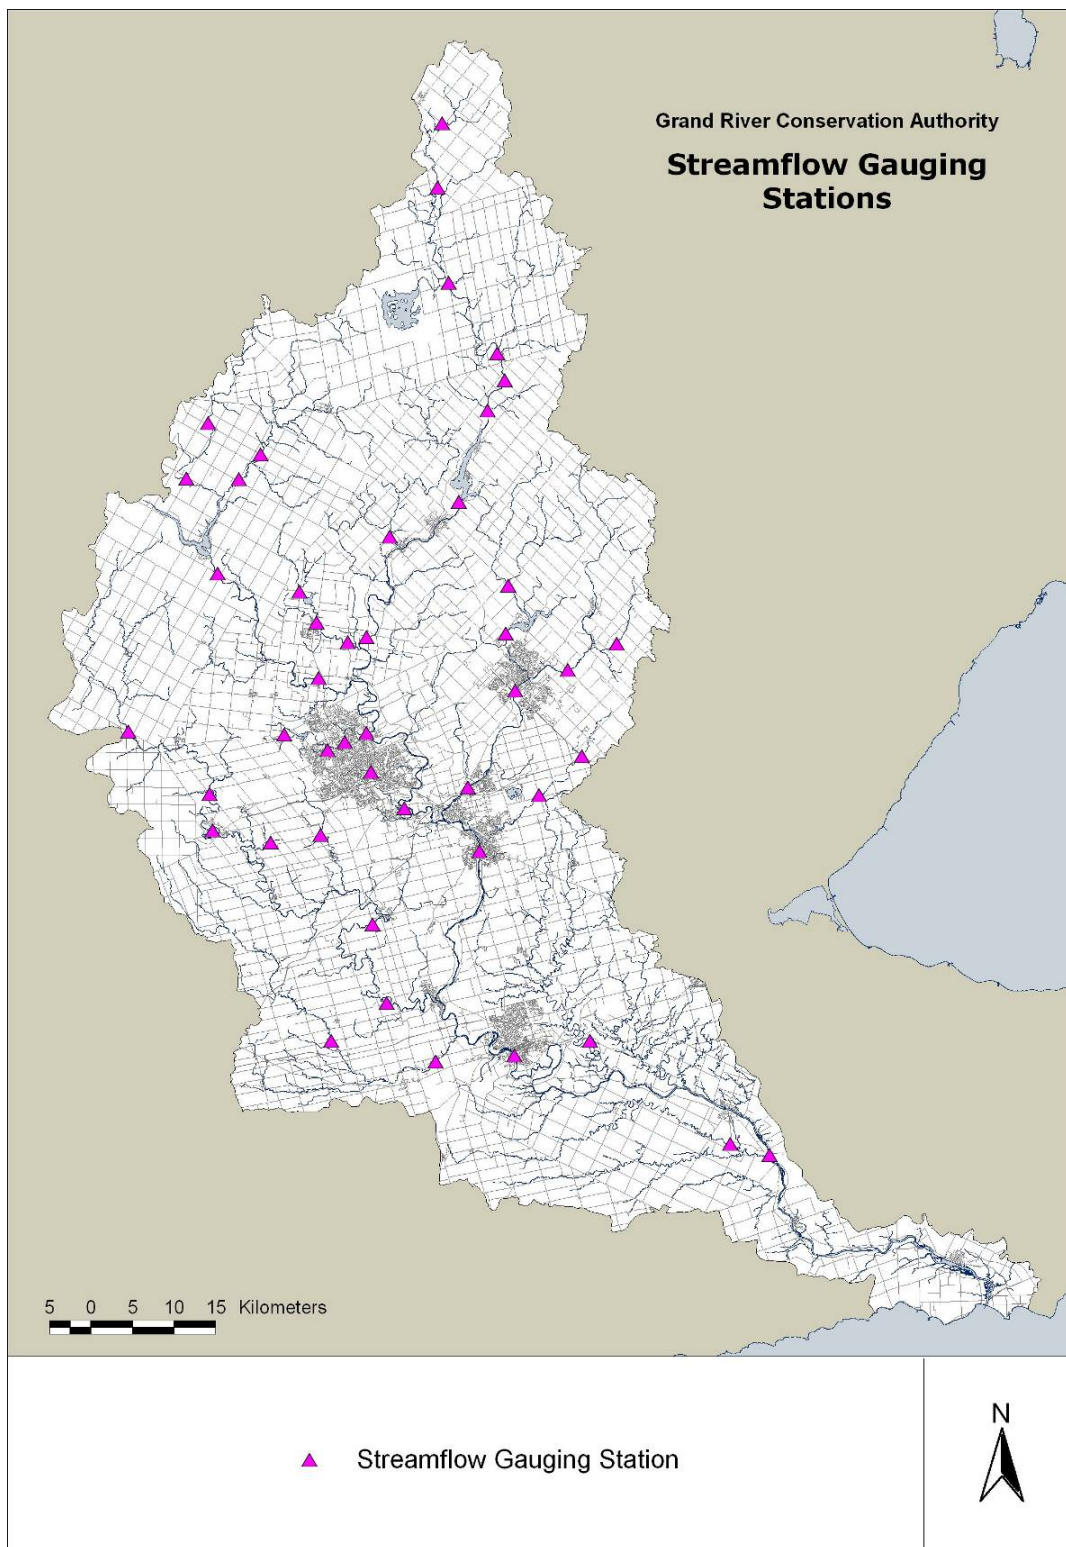 Grand River Conservation Authority
Streamflow Gauging
Stations
5 0 5 10 15 Kilometers
Streamflow Gauging Station
N